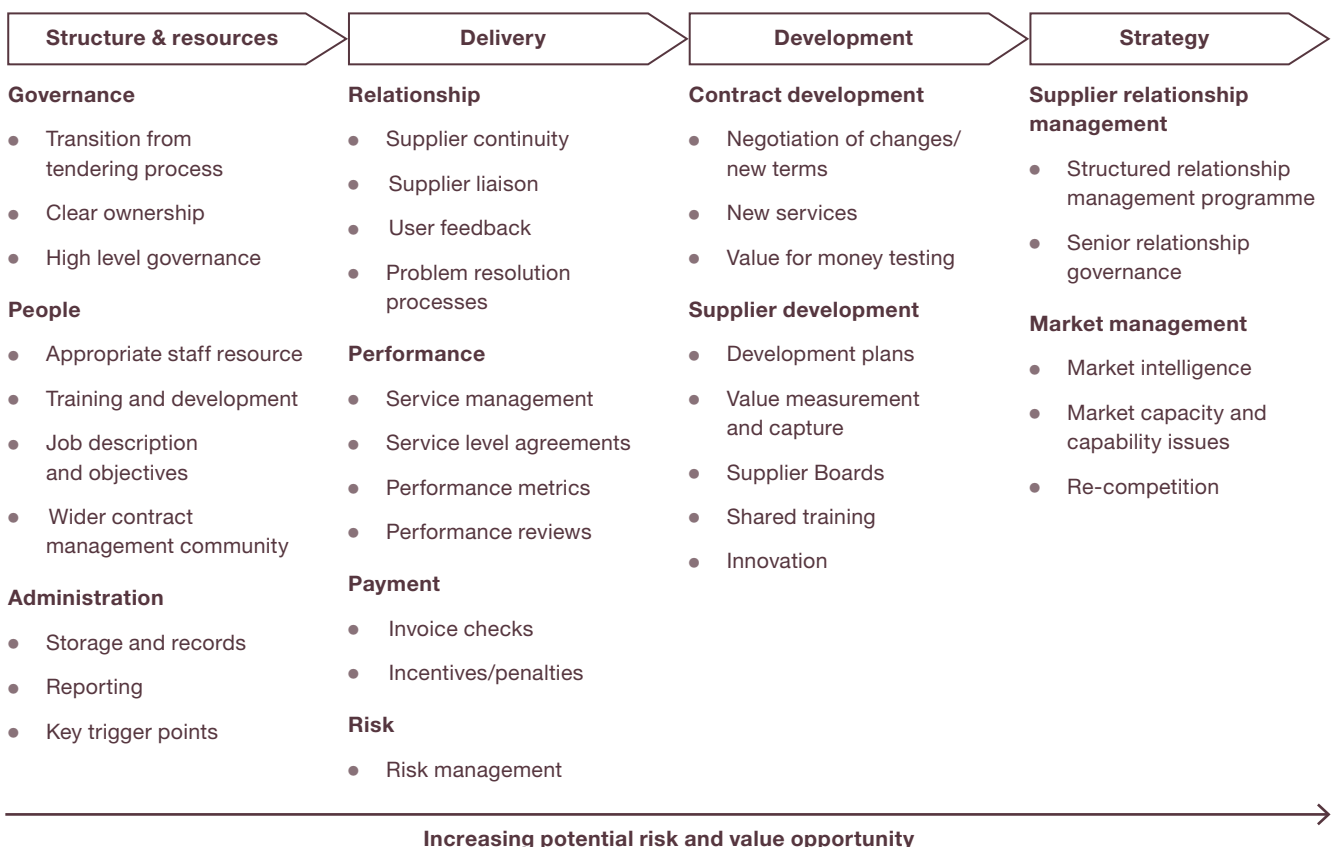 Structure & resources
Delivery
Development
Strategy
Governance
● Transition from
tendering process
● Clear ownership
● High level governance
People
● Appropriate staff resource
● Training and development
● Job description
and objectives
● Wider contract
management community
Administration
● Storage and records
● Reporting
● Key trigger points
Relationship
● Supplier continuity
● Supplier liaison
● User feedback
● Problem resolution
processes
Performance
● Service management
● Service level agreements
● Performance metrics
● Performance reviews
Payment
● Invoice checks
● Incentives/penalties
Risk
● Risk management
Contract development
● Negotiation of changes/
new terms
● New services
● Value for money testing
Supplier development
● Development plans
● Value measurement
and capture
● Supplier Boards
● Shared training
● Innovation
Supplier relationship
management
● Structured relationship
management programme
● Senior relationship
governance
Market management
● Market intelligence
● Market capacity and
capability issues
● Re-competition
Increasing potential risk and value opportunity